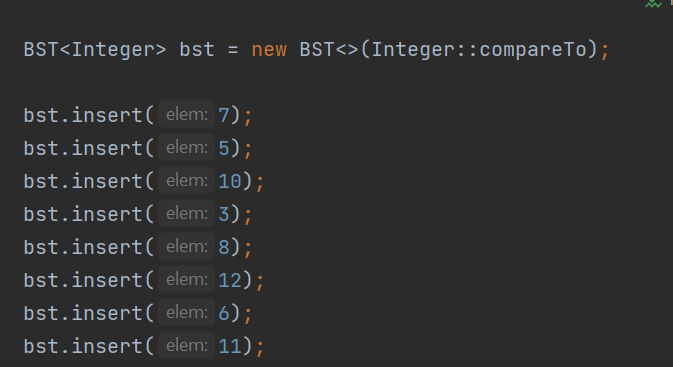 BST<Integer> bst = new BST<>(Integer::compareTo);
bst.insert( elem: 7);
bst.insert( elem: 5);
bst.insert( elem: 10);
bst.insert( elem: 3);
bst.insert( elem: 8);
bst.insert( elem: 12);
bst.insert( elem: 6);
bst.insert( elem: 11);